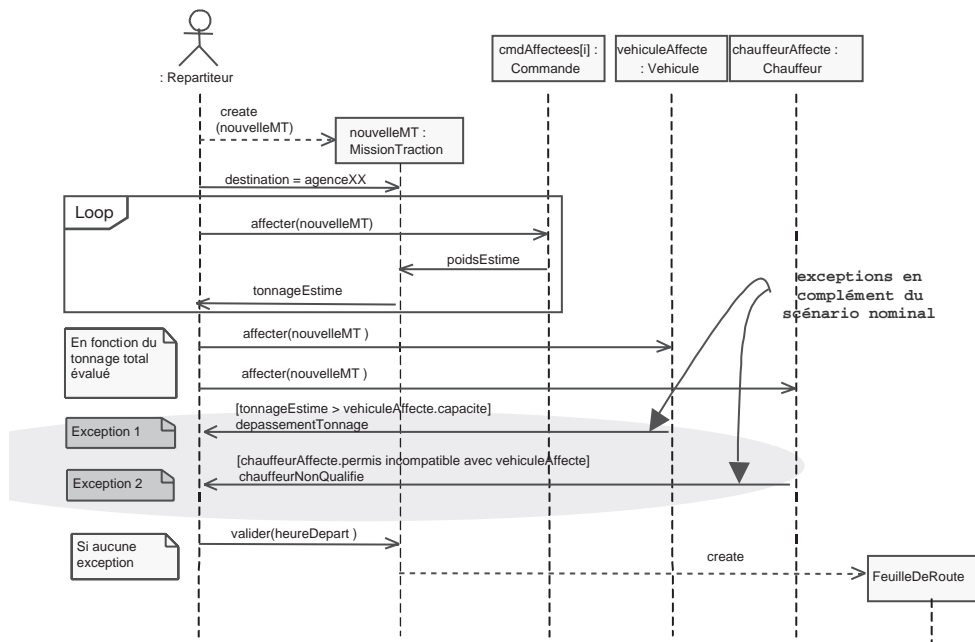 : Repartiteur
cmdAffectees[i] :
Commande
vehiculeAffecte
: Vehicule
chauffeurAffecte :
Chauffeur
create
(nouvelleMT)
nouvelleMT :
MissionTraction
destination = agenceXX
Loop
affecter(nouvelleMT)
poidsEstime
tonnageEstime
exceptions en
complément du
scénario nominal
En fonction du
tonnage total
évalué
affecter(nouvelleMT )
affecter(nouvelleMT )
[tonnageEstime > vehiculeAffecte.capacite]
depassementTonnage
Exception 1
[chauffeurAffecte.permis incompatible avec vehiculeAffecte]
chauffeurNonQualifie
Exception 2
Si aucune
exception
valider(heureDepart )
create
FeuilleDeRoute